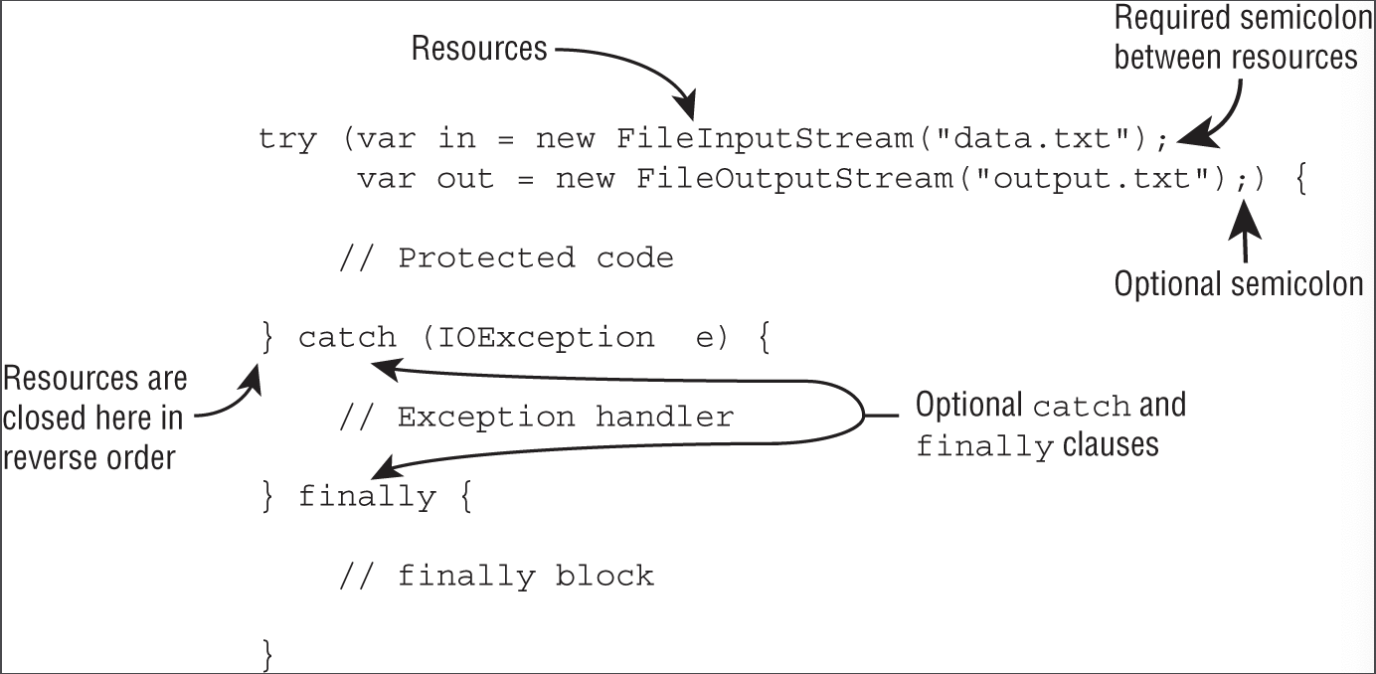 Resources
Required semicolon
between resources
try (var in = new FileInputStream("data.txt");
var out = new FileOutputStream("output.txt");) {
// Protected code
Optional semicolon
} catch (IOException e) {
Resources are
closed here in
reverse order
// Exception handler
Optional catch and
finally clauses
} finally {
// finally block
}